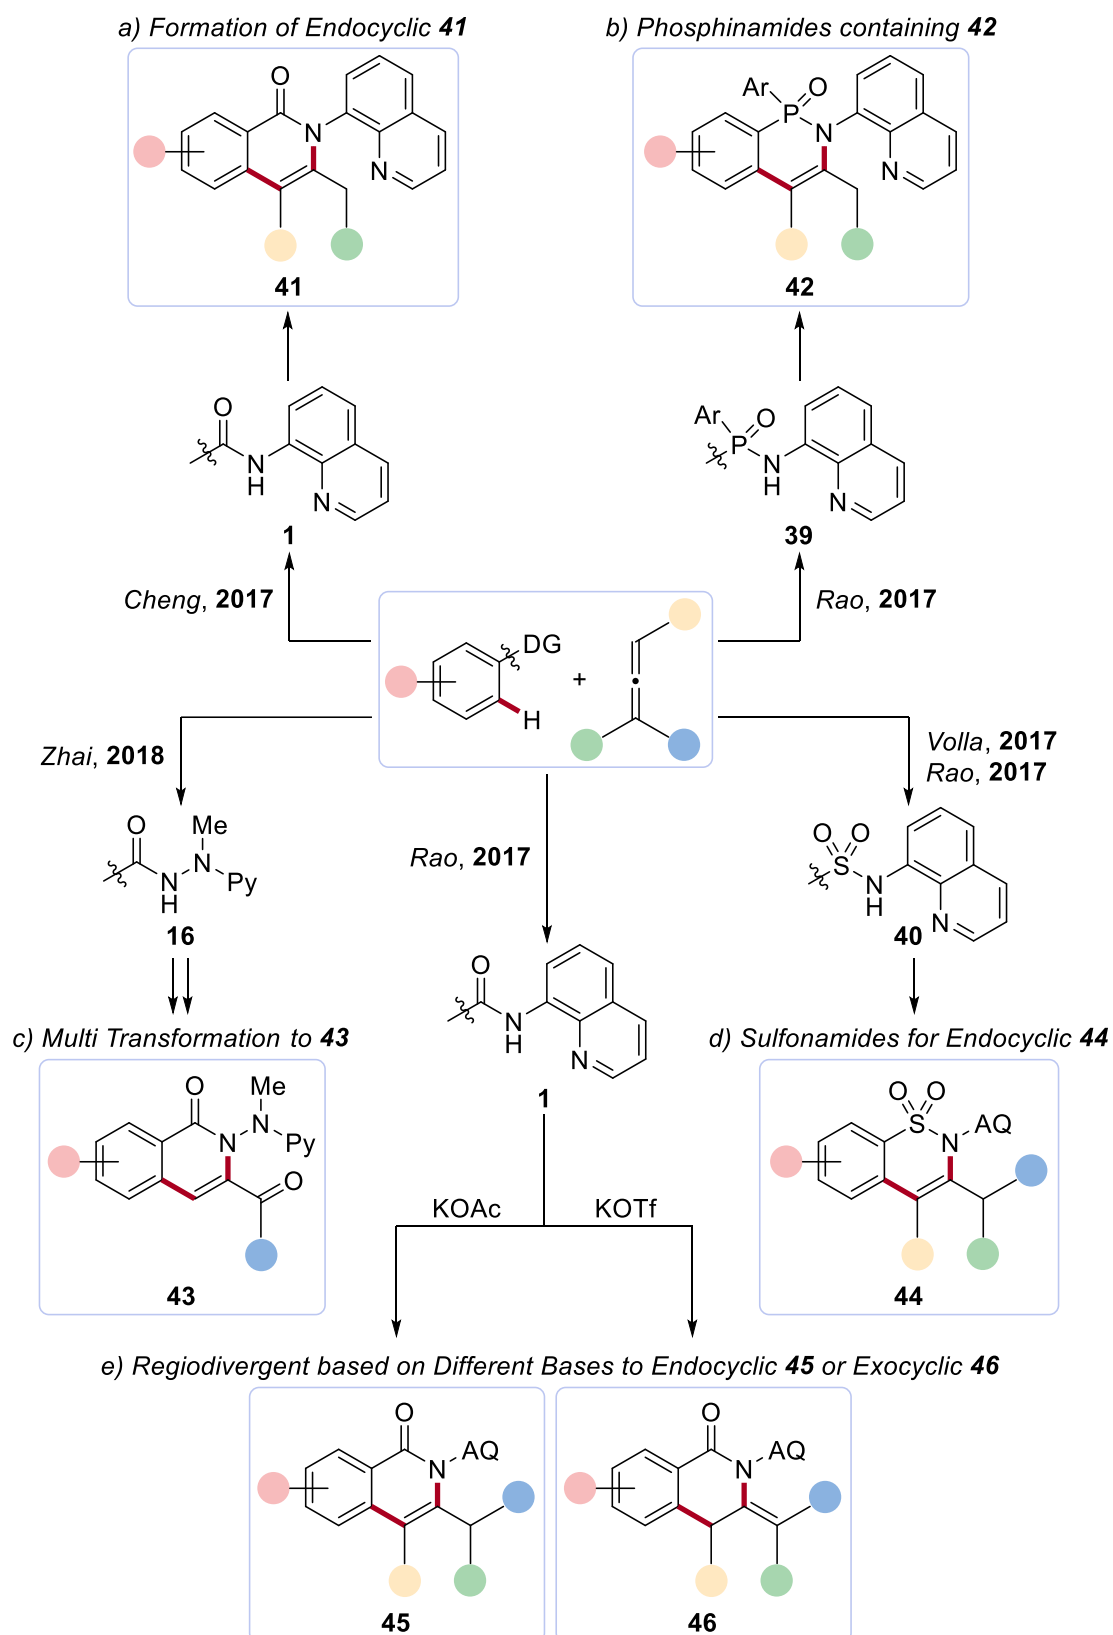 a) Formation of Endocyclic 41
b) Phosphinamides containing 42
O
N
N
41
Ar
O
P
N
N
42
O
N
H
N
1
Ar
O
P
N
H
N
39
Cheng, 2017
Rao, 2017
DG
H
+
Zhai, 2018
Volla, 2017
Rao, 2017
Rao, 2017
O
Me
N
N
H
Py
16
O
N
H
N
1
O
O
S
N
H
N
40
c) Multi Transformation to 43
d) Sulfonamides for Endocyclic 44
O
Me
N
N
Py
O
43
O
O
S
N
AQ
44
KOAc
KOTf
e) Regiodivergent based on Different Bases to Endocyclic 45 or Exocyclic 46
O
N
AQ
45
O
N
AQ
46